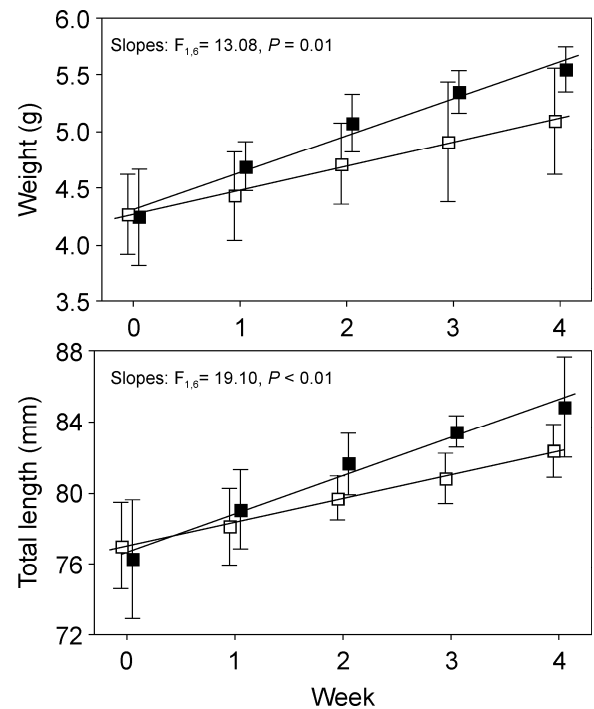 6.0
Slopes: F1,6= 13.08, P = 0.01
5.5
5.0
4.5
4.0
3.5
Weight (g)
0 1 2 3 4
88
Slopes: F1,6= 19.10, P < 0.01
84
80
76
72
Total length (mm)
0 1 2 3 4
Week